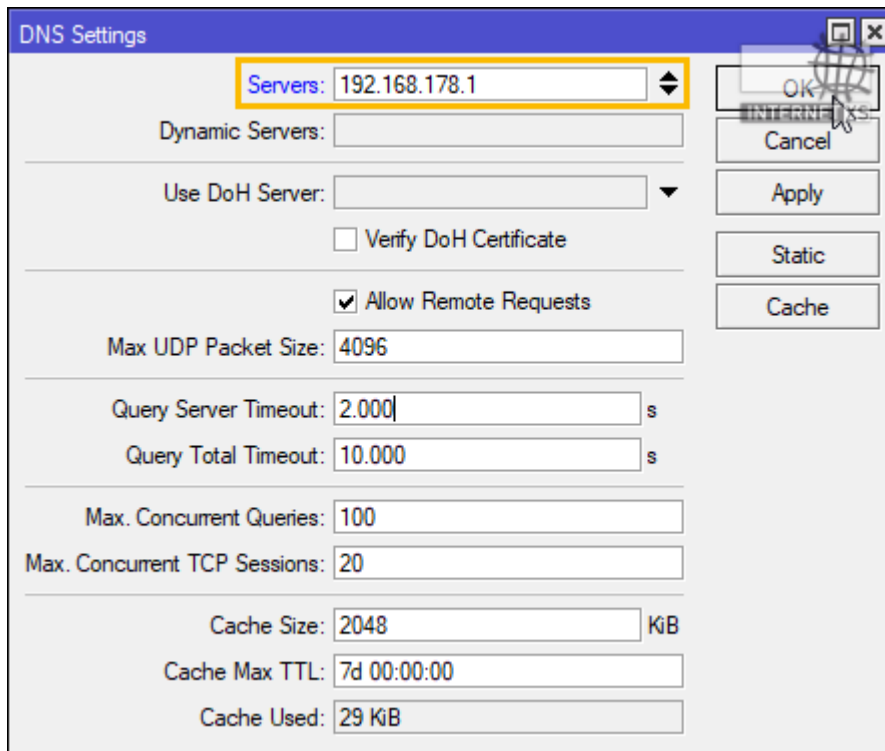 DNS Settings
Servers: 192.168.178.1
OK
INTERNET XS
Dynamic Servers:
Cancel
Use DoH Server:
Apply
Verify DoH Certificate
Static
Allow Remote Requests
Cache
Max UDP Packet Size: 4096
Query Server Timeout: 2.000 s
Query Total Timeout: 10.000 s
Max. Concurrent Queries: 100
Max. Concurrent TCP Sessions: 20
Cache Size: 2048 KiB
Cache Max TTL: 7d 00:00:00
Cache Used: 29 KiB